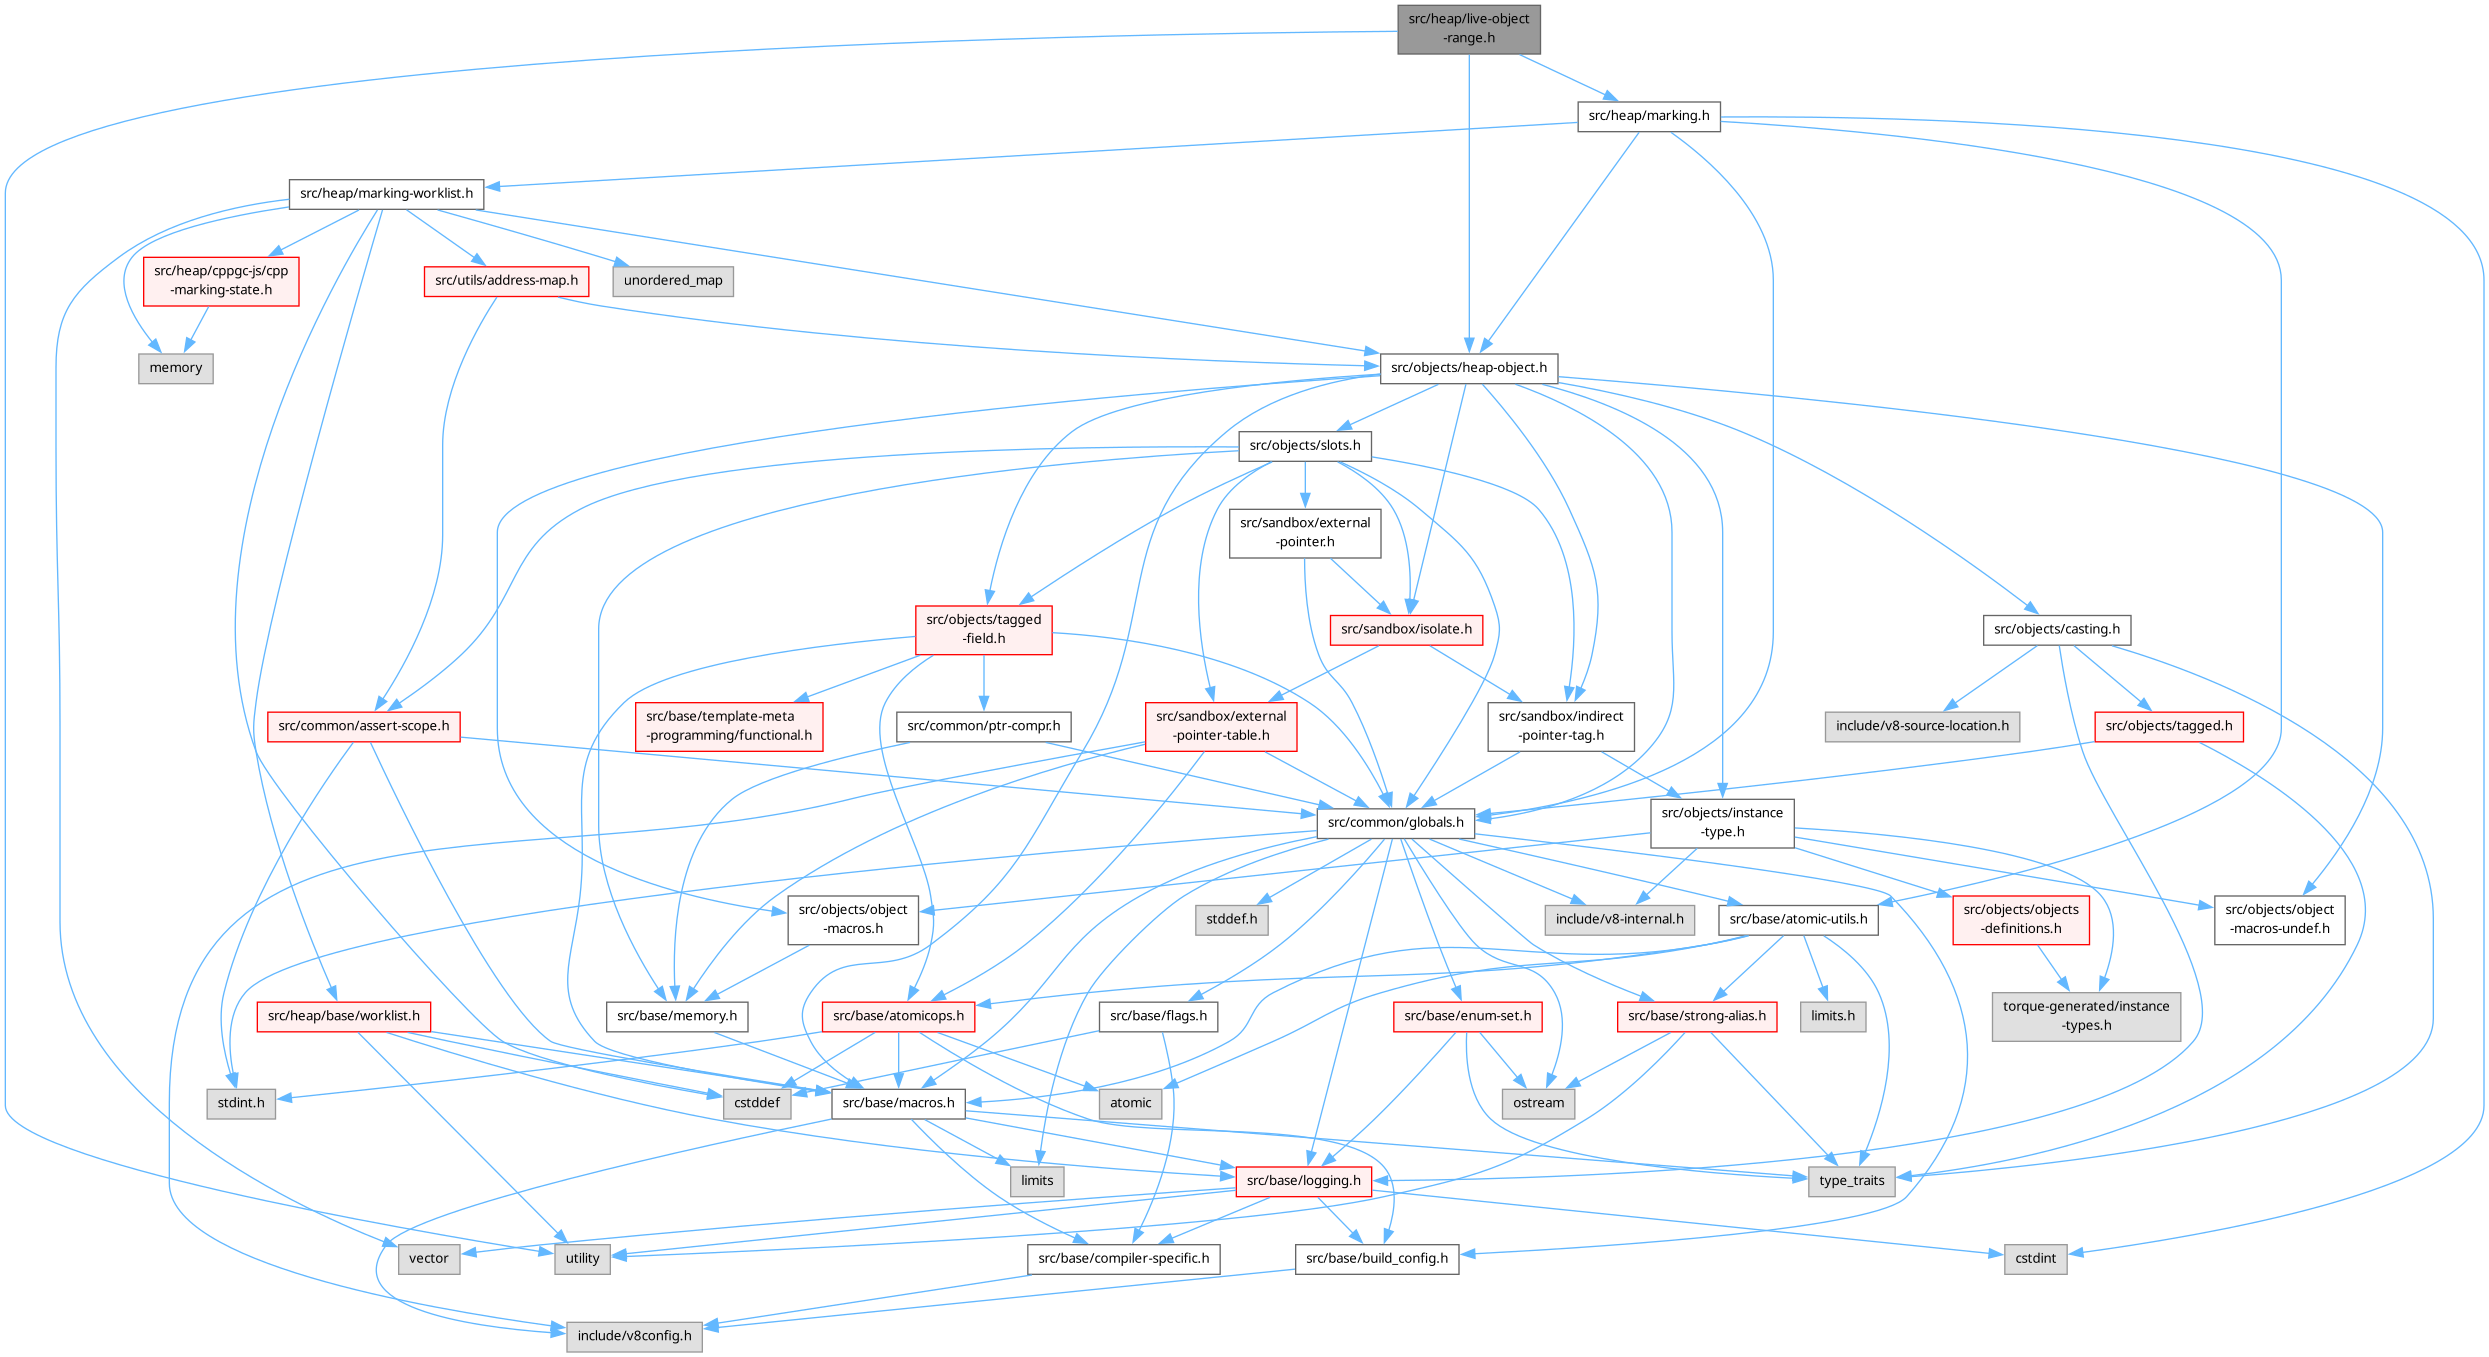 src/heap/live-object
-range.h
src/heap/marking.h
src/heap/marking-worklist.h
src/heap/cppgc-js/cpp
-marking-state.h
src/utils/address-map.h
unordered_map
memory
src/objects/heap-object.h
src/objects/slots.h
src/sandbox/external
-pointer.h
src/objects/tagged
-field.h
src/sandbox/isolate.h
src/objects/casting.h
src/common/assert-scope.h
src/base/template-meta
-programming/functional.h
src/common/ptr-compr.h
src/sandbox/external
-pointer-table.h
src/sandbox/indirect
-pointer-tag.h
include/v8-source-location.h
src/objects/tagged.h
src/common/globals.h
src/objects/instance
-type.h
src/objects/object
-macros.h
stddef.h
include/v8-internal.h
src/base/atomic-utils.h
src/objects/objects
-definitions.h
src/objects/object
-macros-undef.h
src/heap/base/worklist.h
src/base/memory.h
src/base/atomicops.h
src/base/flags.h
src/base/enum-set.h
src/base/strong-alias.h
limits.h
torque-generated/instance
-types.h
stdint.h
cstddef
src/base/macros.h
atomic
ostream
limits
src/base/logging.h
type_traits
vector
utility
src/base/compiler-specific.h
src/base/build_config.h
cstdint
include/v8config.h